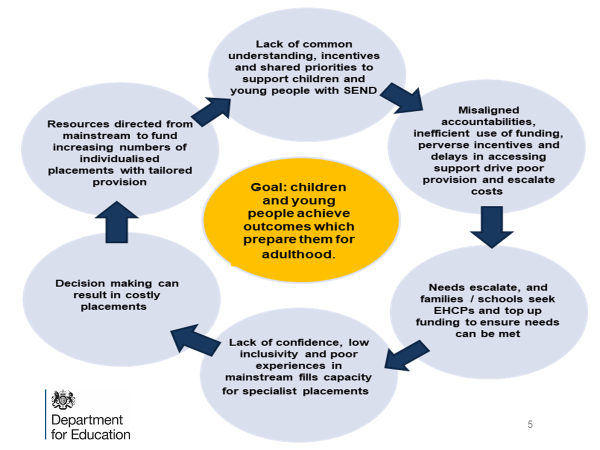 Lack of common
understanding, incentives
and shared priorities to
support children and
young people with SEND
Misaligned
accountabilities,
inefficient use of funding,
perverse incentives and
delays in accessing
support drive poor
provision and escalate
costs
Needs escalate, and
families / schools seek
EHCPs and top up
funding to ensure needs
can be met
Lack of confidence, low
inclusivity and poor
experiences in
mainstream fills capacity
for specialist placements
Decision making can
result in costly
placements
Resources directed from
mainstream to fund
increasing numbers of
individualised
placements with tailored
provision
Goal: children
and young
people achieve
outcomes which
prepare them for
adulthood.
Department
for Education
5